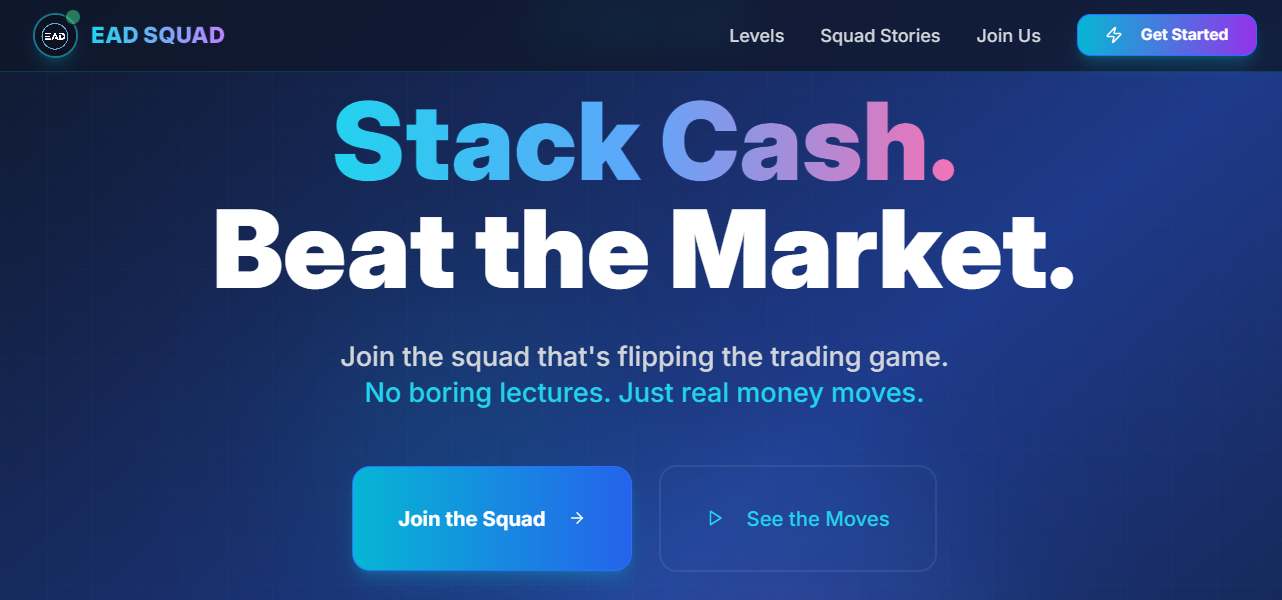 EAD
EAD SQUAD
Levels
Squad Stories
Join Us
Get Started
Stack Cash.
Beat the Market.
Join the squad that's flipping the trading game.
No boring lectures. Just real money moves.
Join the Squad
See the Moves